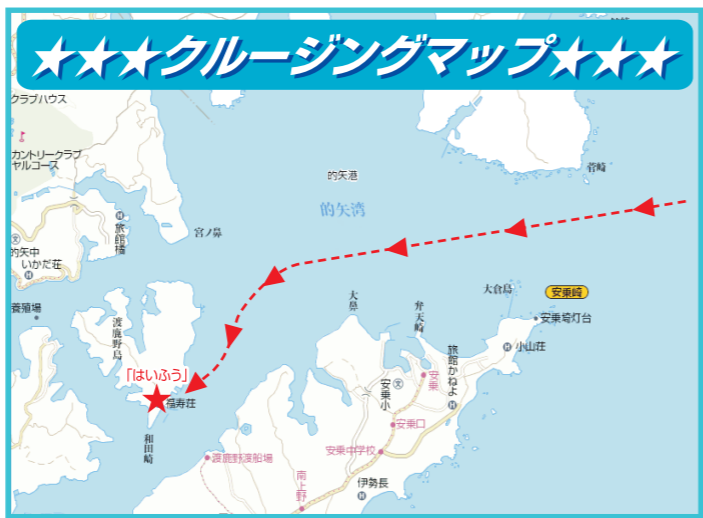 ★★★クルージングマップ★★★
クラブハウス
カントリークラブ
ヤルコース
的矢港
的矢湾
菅崎
旅館橘
宮ノ鼻
的矢中
いかだ荘
養殖場
渡鹿野島
「はいふう」
福寿荘
和田崎
大鼻
弁天崎
大倉島
安乗崎
安乗埼灯台
小山荘
旅館かねよ
安乗
安乗小
安乗口
安乗中学校
渡鹿野渡船場
南上野
伊勢長